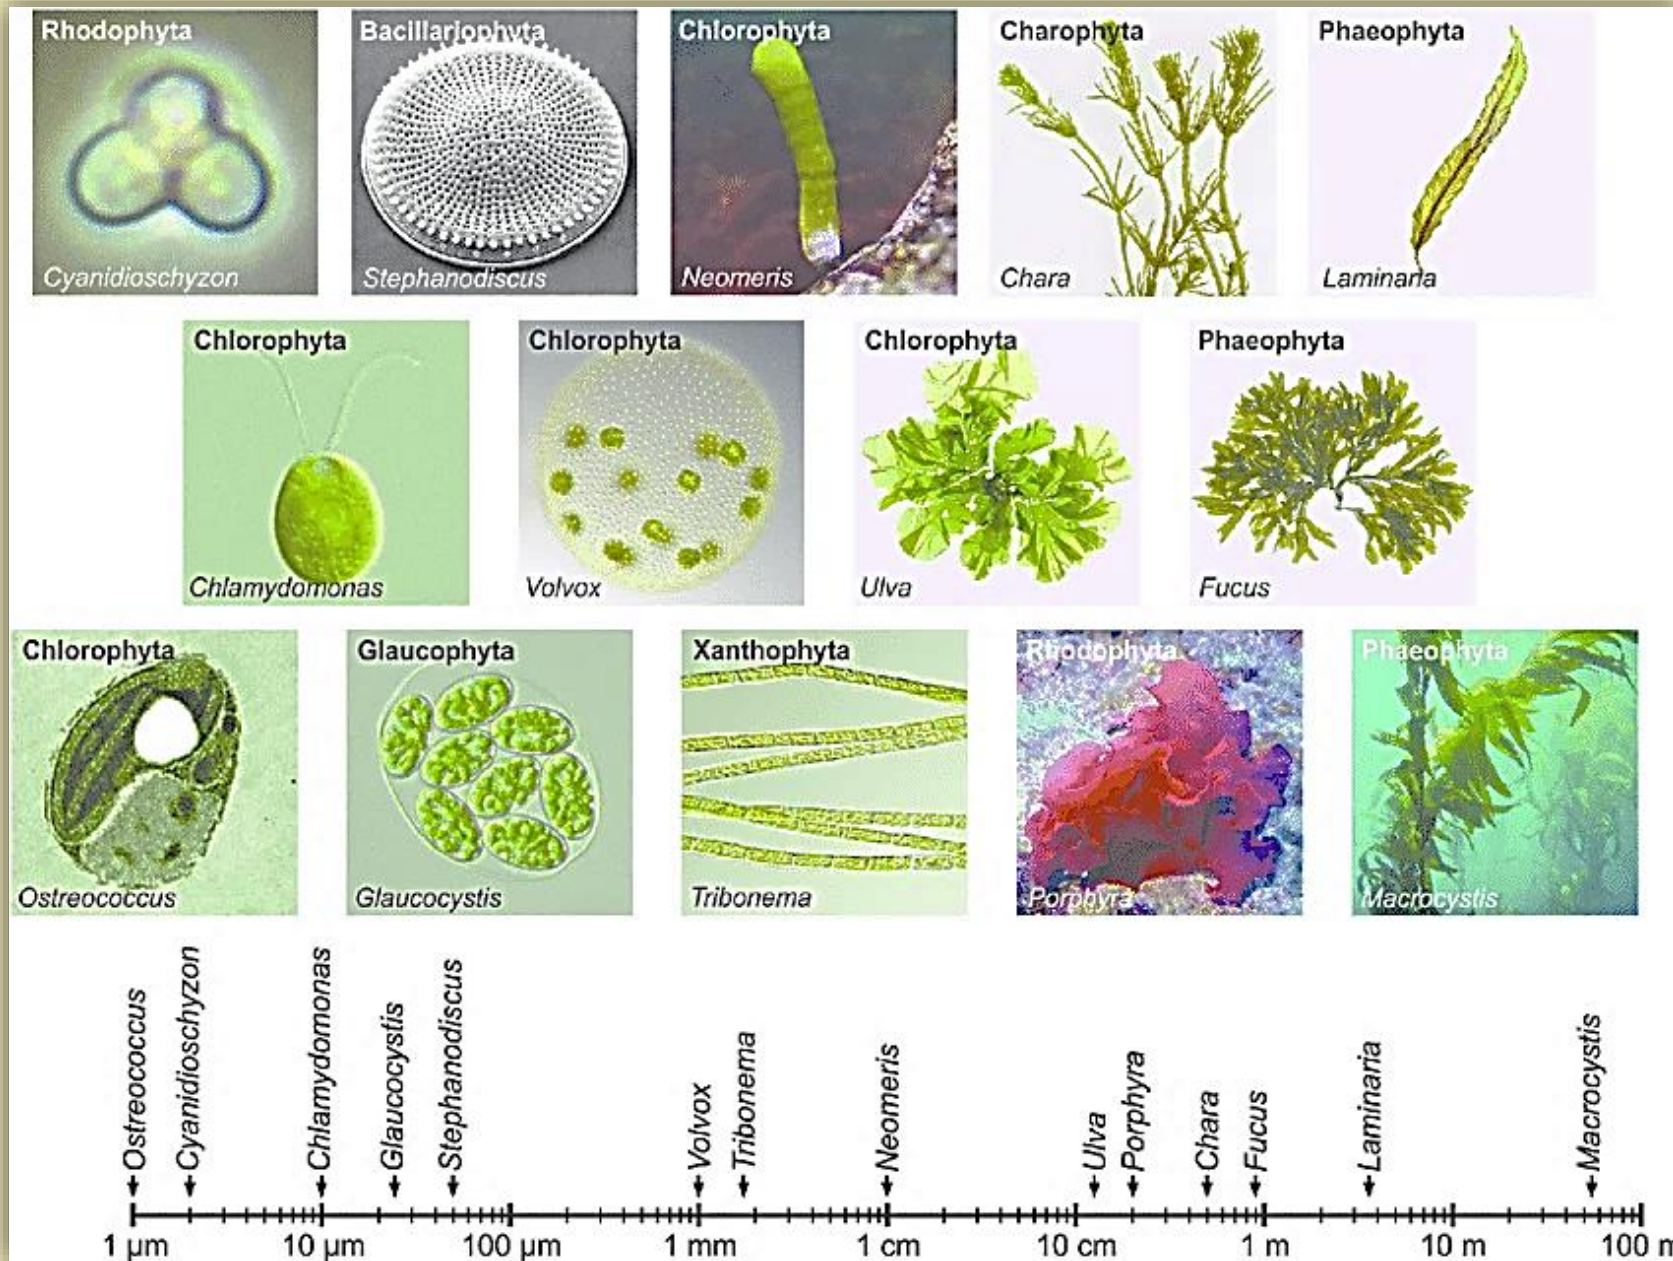 Rhodophyta
Cyanidioschyzon
Bacillariophyta
Stephanodiscus
Chlorophyta
Neomeris
Charophyta
Chara
Phaeophyta
Laminaria
Chlorophyta
Chlamydomonas
Chlorophyta
Volvox
Chlorophyta
Ulva
Phaeophyta
Fucus
Chlorophyta
Ostreococcus
Glaucophyta
Glaucocystis
Xanthophyta
Tribonema
Rhodophyta
Porphyra
Phaeophyta
Macrocystis
Ostreococcus
Cyanidioschyzon
Chlamydomonas
Glaucocystis
Stephanodiscus
Volvox
Tribonema
Neomeris
Ulva
Porphyra
Chara
Fucus
Laminaria
Macrocystis
1 µm 10 µm 100 µm 1 mm 1 cm 10 cm 1 m 10 m 100 m